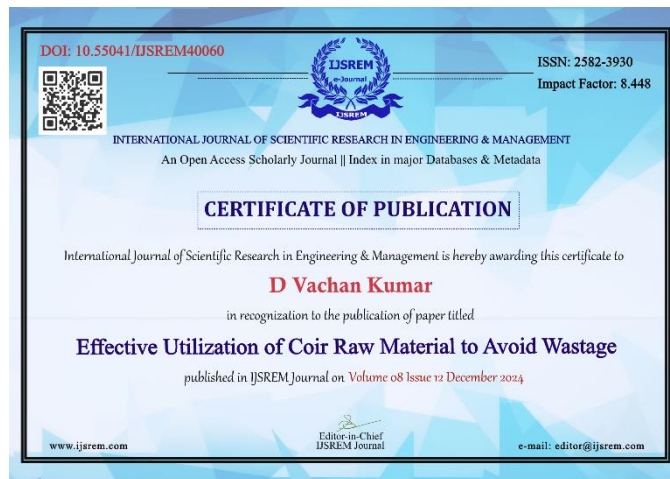 DOI: 10.55041/IJSREM40060
IJSREM
e-Journal
IJSREM
ISSN: 2582-3930
Impact Factor: 8.448
INTERNATIONAL JOURNAL OF SCIENTIFIC RESEARCH IN ENGINEERING & MANAGEMENT
An Open Access Scholarly Journal || Index in major Databases & Metadata
CERTIFICATE OF PUBLICATION
International Journal of Scientific Research in Engineering & Management is hereby awarding this certificate to
D Vachan Kumar
in recognization to the publication of paper titled
Effective Utilization of Coir Raw Material to Avoid Wastage
published in IJSREM Journal on Volume 08 Issue 12 December 2024
Editor-in-Chief
IJSREM Journal
www.ijsrem.com
e-mail: editor@ijsrem.com